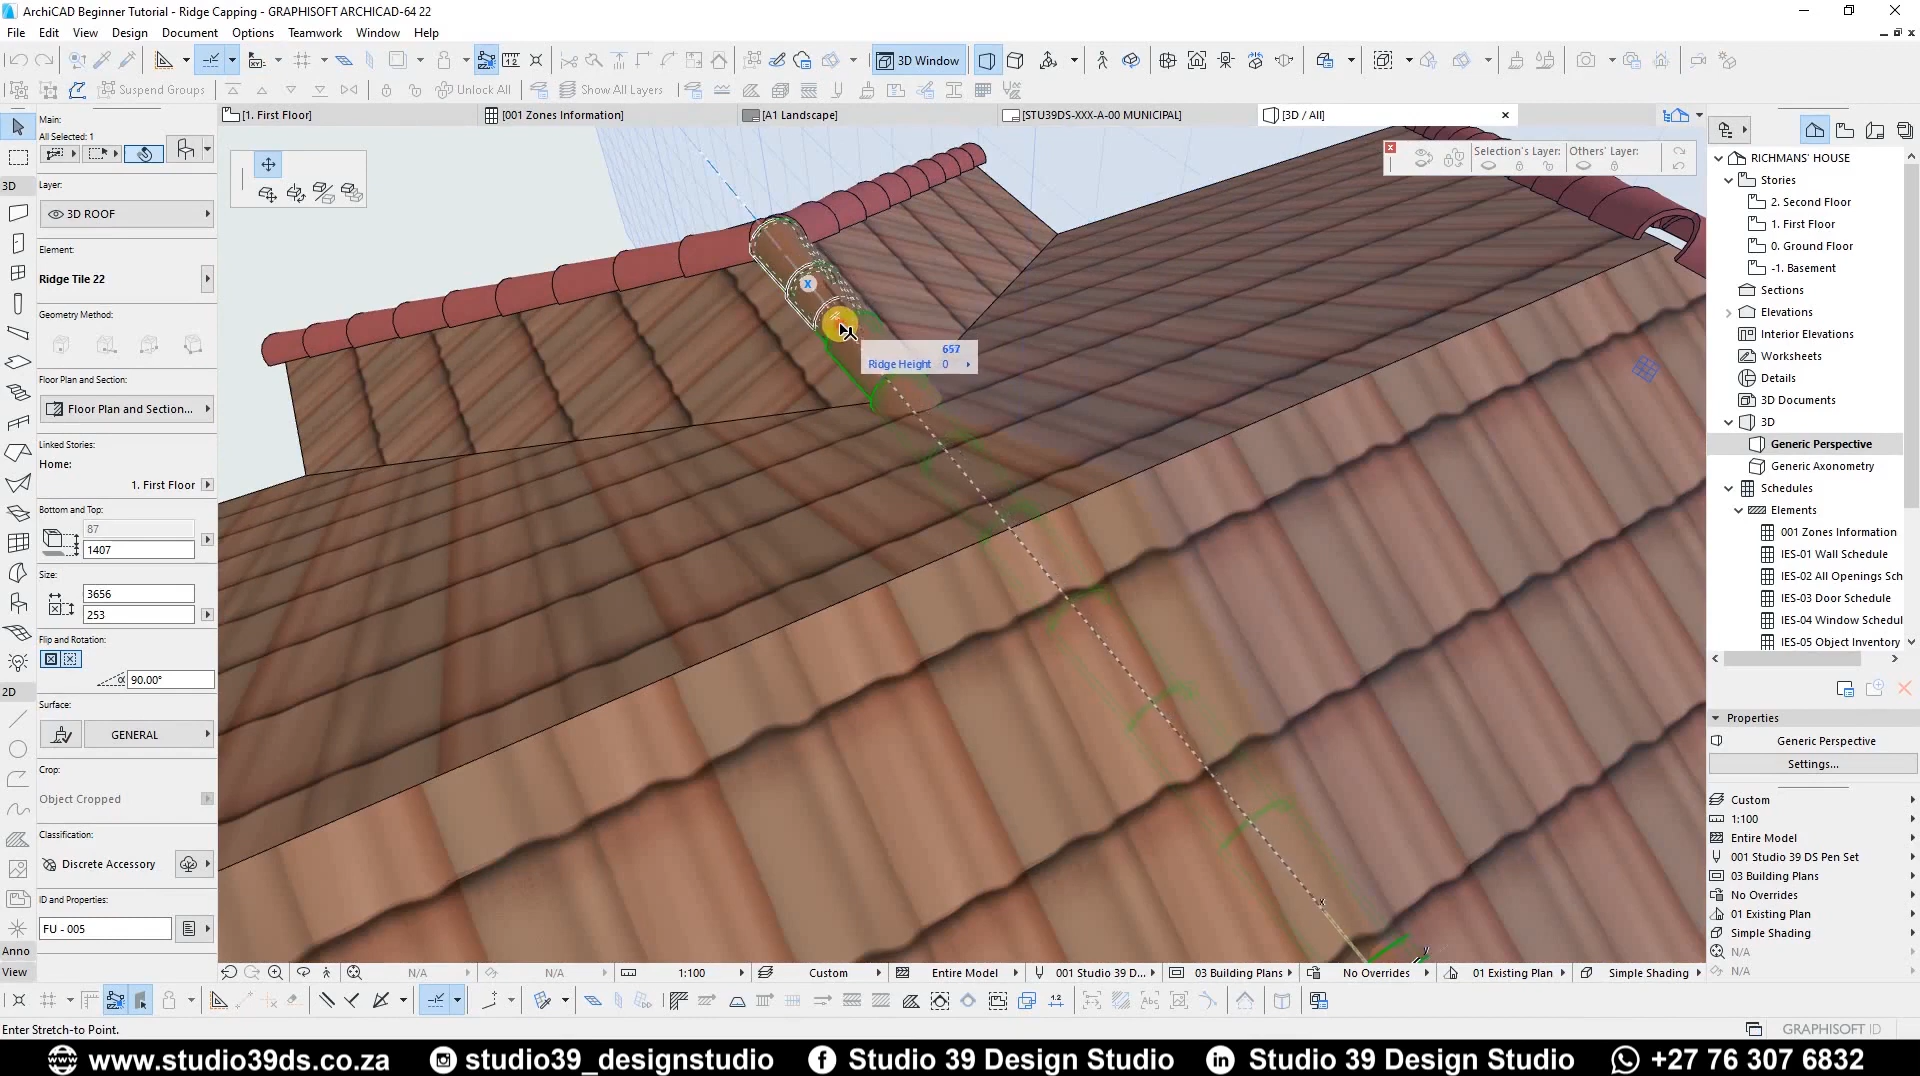 ArchiCAD Beginner Tutorial - Ridge Capping - GRAPHISOFT ARCHICAD-64 22
File Edit View Design Document Options Teamwork Window Help
3D Window
Suspend Groups
Unlock All
Show All Layers
[1. First Floor]
[001 Zones Information]
[A1 Landscape]
[STU39DS-XXX-A-00 MUNICIPAL]
[3D / All]
Main:
All Selected: 1
3D
Layer:
3D ROOF
Element:
Ridge Tile 22
Geometry Method:
Floor Plan and Section:
Floor Plan and Section...
Linked Stories:
Home:
1. First Floor
Bottom and Top:
87
1407
Size:
3656
253
Flip and Rotation:
α 90.00°
2D
Surface:
GENERAL
Crop:
Object Cropped
Classification:
Discrete Accessory
ID and Properties:
FU - 005
Anno
View
657
Ridge Height 0
x
y
X
Selection's Layer: Others' Layer:
RICHMANS' HOUSE
Stories
2. Second Floor
1. First Floor
0. Ground Floor
-1. Basement
Sections
Elevations
Interior Elevations
Worksheets
Details
3D Documents
3D
Generic Perspective
Generic Axonometry
Schedules
Elements
001 Zones Information
IES-01 Wall Schedule
IES-02 All Openings Sch
IES-03 Door Schedule
IES-04 Window Schedul
IES-05 Object Inventory
Properties
Generic Perspective
Settings...
Custom
1:100
Entire Model
001 Studio 39 DS Pen Set
03 Building Plans
No Overrides
01 Existing Plan
Simple Shading
N/A
N/A
N/A N/A 1:100 Custom Entire Model 001 Studio 39 D... 03 Building Plans No Overrides 01 Existing Plan Simple Shading
Enter Stretch-to Point.
GRAPHISOFT ID
www.studio39ds.co.za studio39_designstudio Studio 39 Design Studio Studio 39 Design Studio +27 76 307 6832